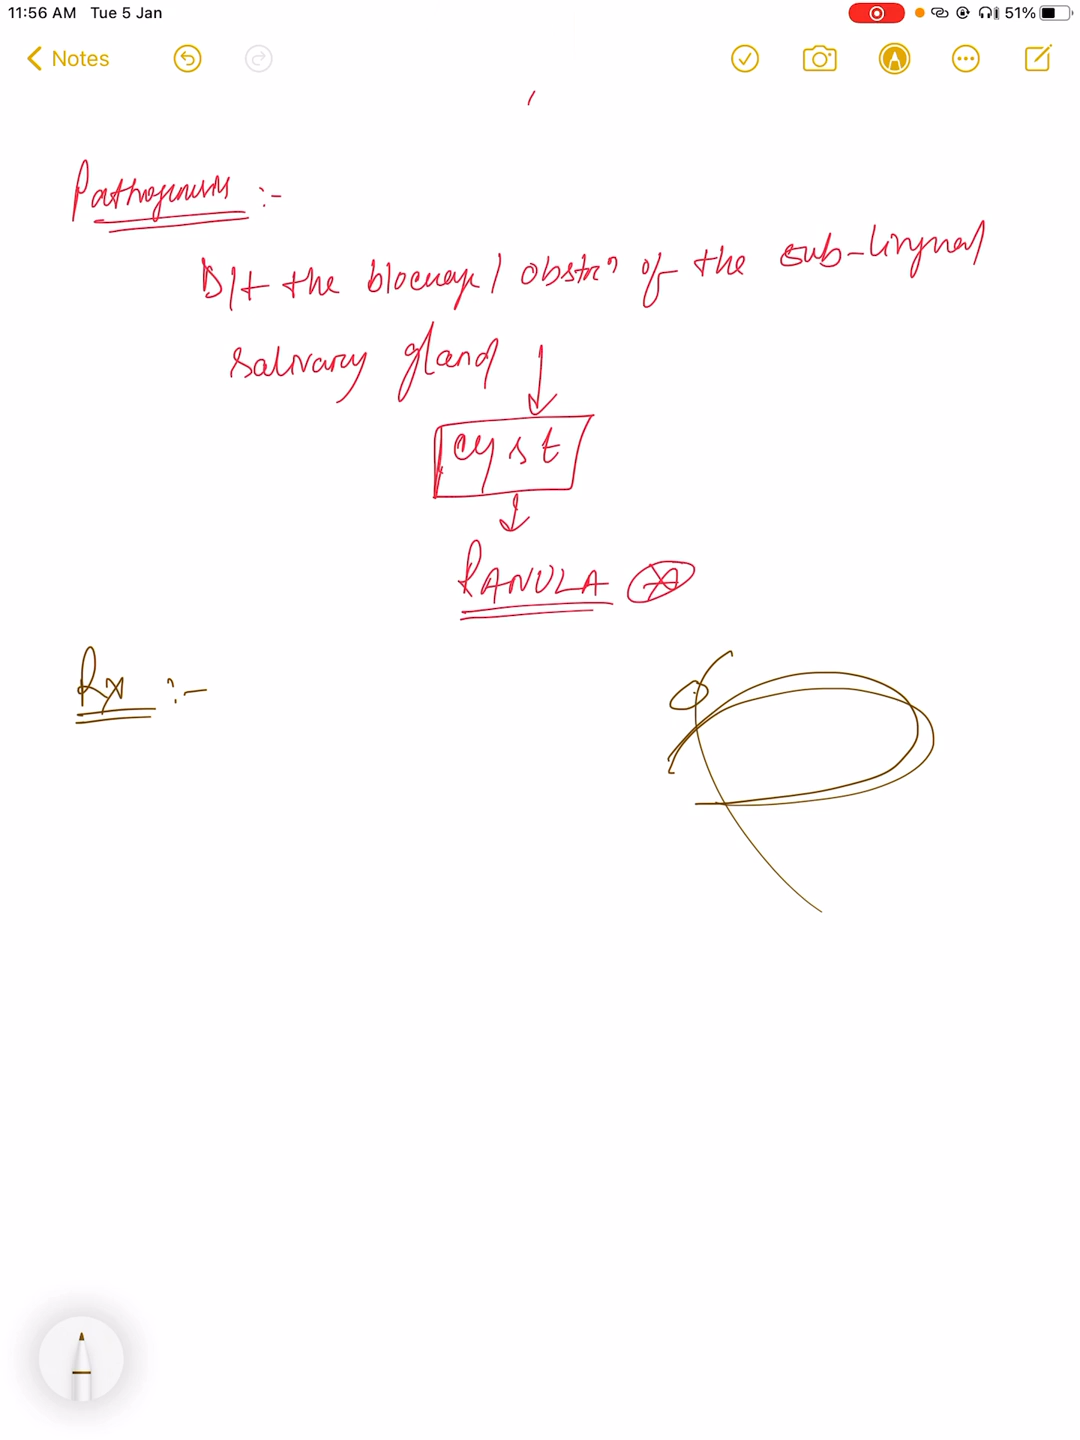 11:56 AM Tue 5 Jan 51%
Notes
Pathogenesis :-
D/t the blockage / obstrn of the sub-lingual
salivary gland
cyst
RANULA
Rx :-